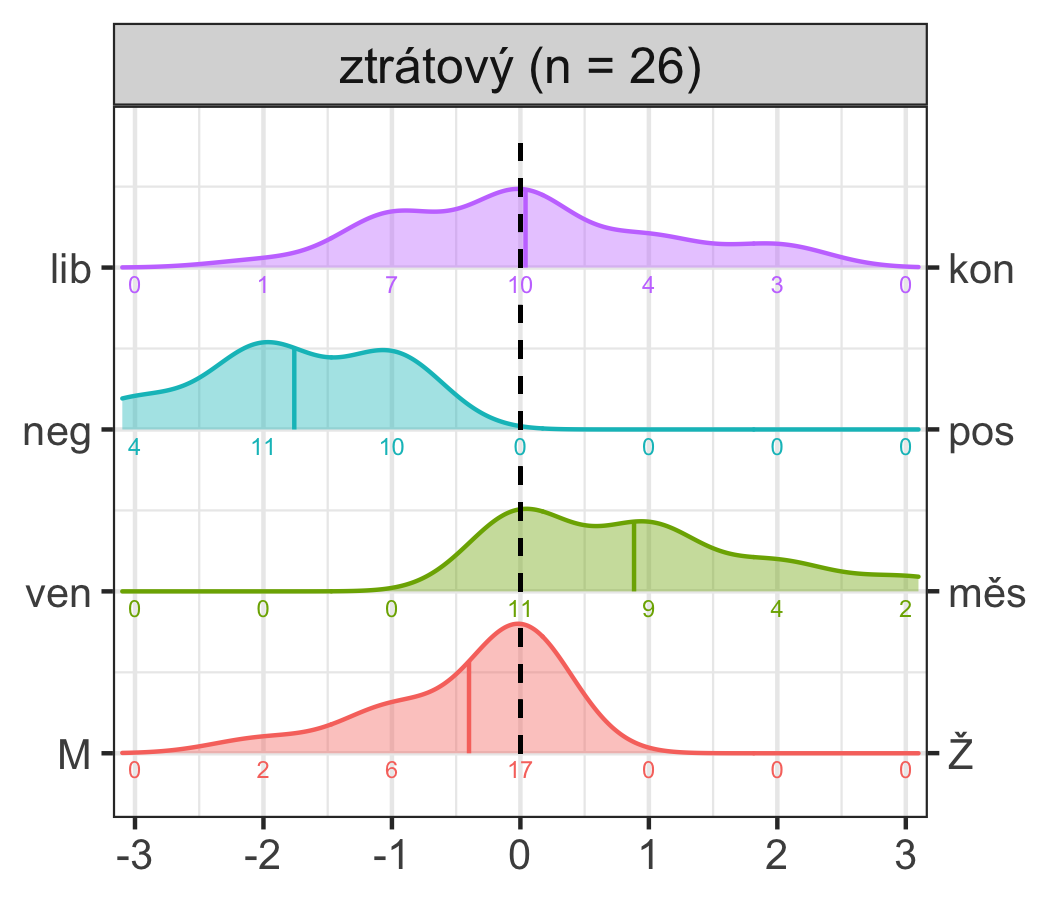 ztrátový (n = 26)
lib kon
0 1 7 10 4 3 0
neg pos
4 11 10 0 0 0 0
ven měs
0 0 0 11 9 4 2
M Ž
0 2 6 17 0 0 0
-3 -2 -1 0 1 2 3